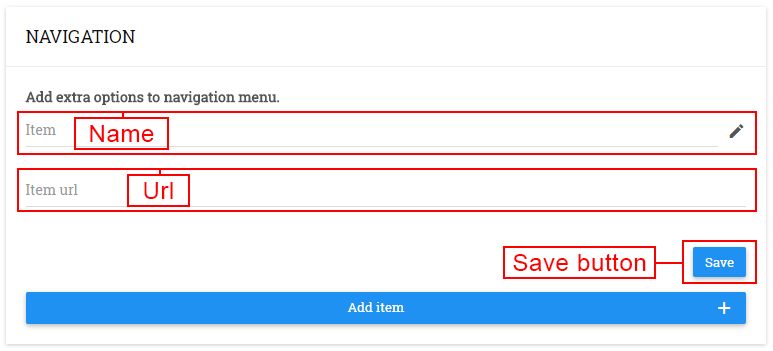 NAVIGATION
Add extra options to navigation menu.
Item Name
Item url Url
Save button Save
Add item +